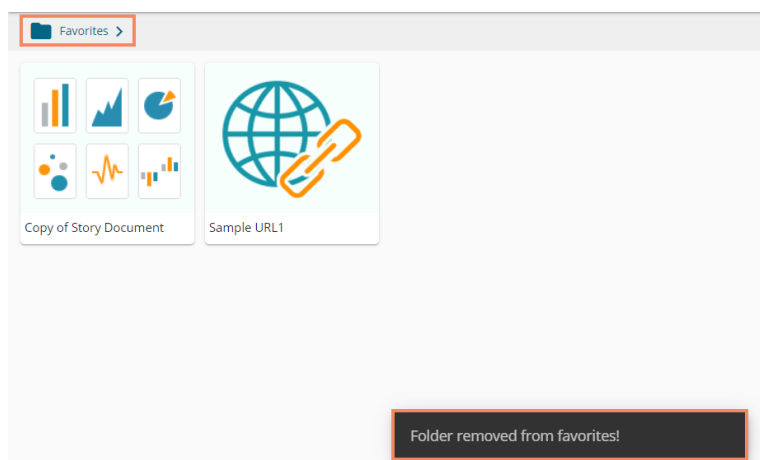 Favorites
Copy of Story Document
Sample URL1
Folder removed from favorites!